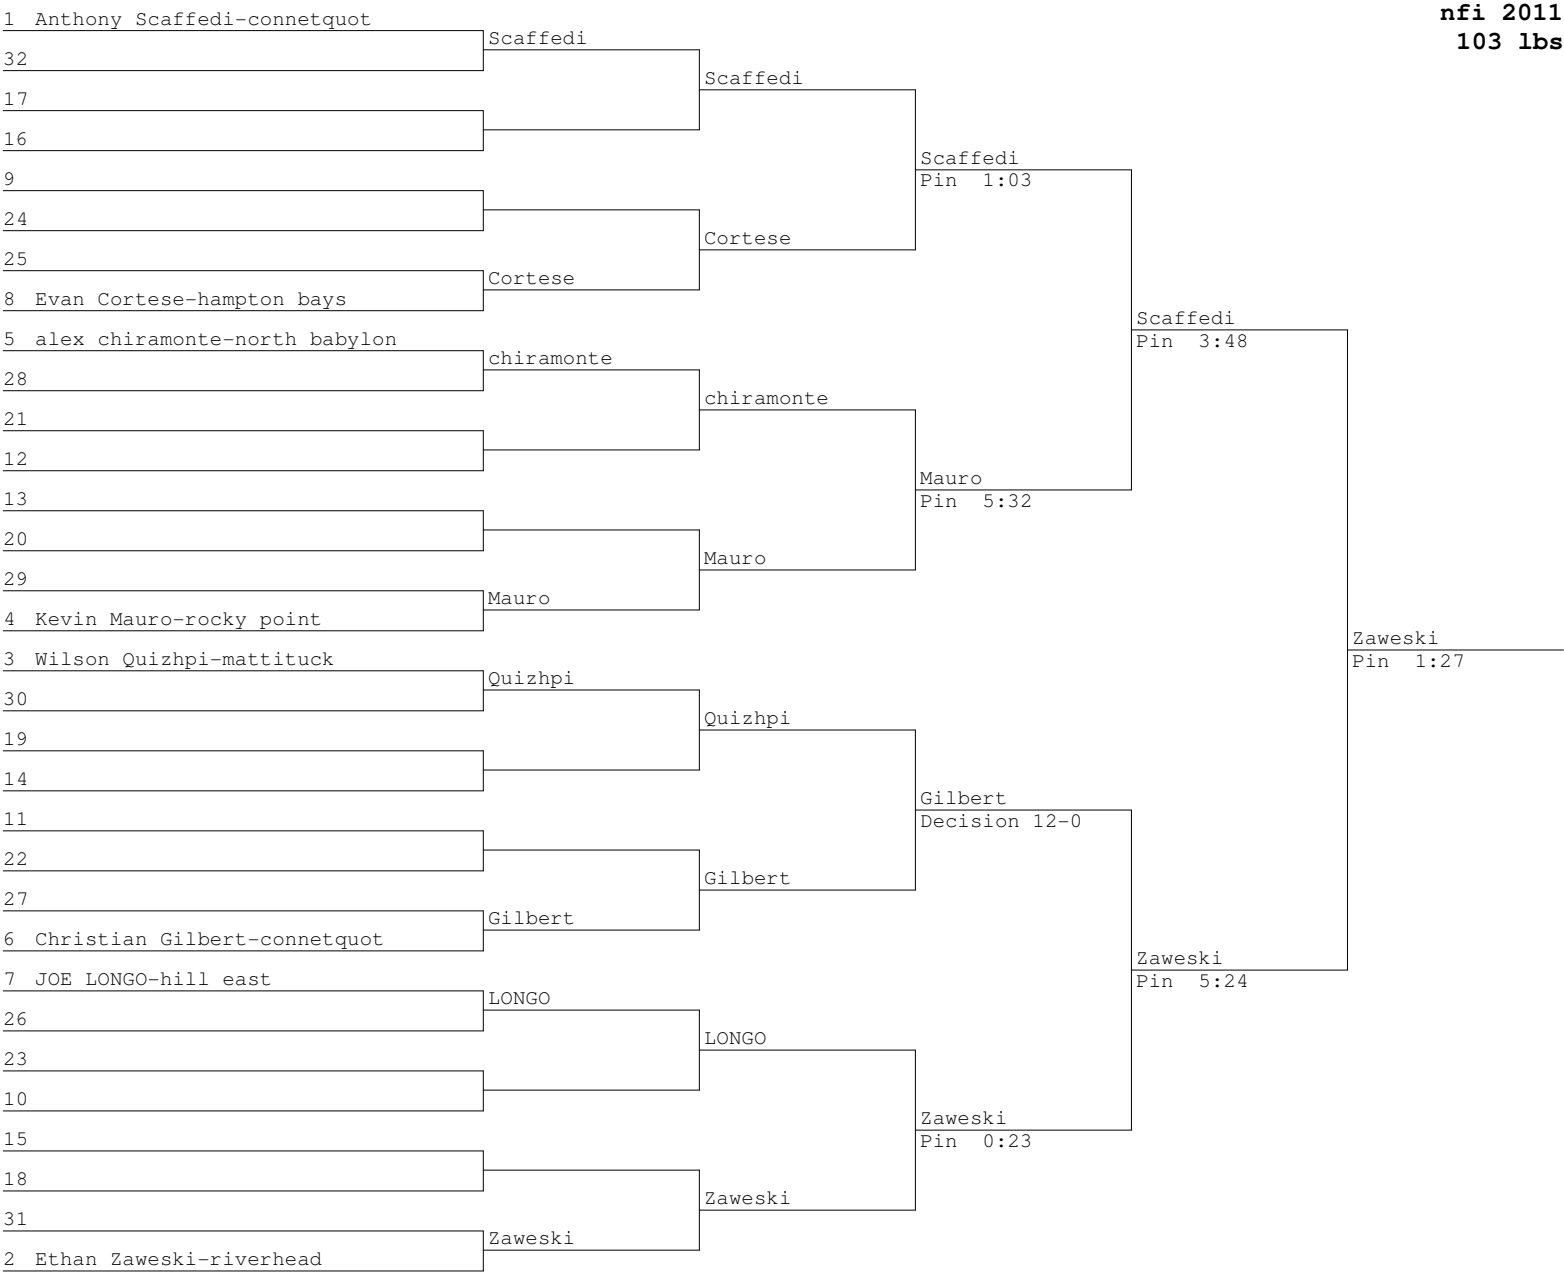 nfi 2011
103 lbs
1 Anthony Scaffedi-connetquot
Scaffedi
32
Scaffedi
17
16
Scaffedi
Pin 1:03
9
24
Cortese
25
Cortese
8 Evan Cortese-hampton bays
Scaffedi
Pin 3:48
5 alex chiramonte-north babylon
chiramonte
28
chiramonte
21
12
Mauro
Pin 5:32
13
20
Mauro
29
Mauro
4 Kevin Mauro-rocky point
Zaweski
Pin 1:27
3 Wilson Quizhpi-mattituck
Quizhpi
30
Quizhpi
19
14
Gilbert
Decision 12-0
11
22
Gilbert
27
Gilbert
6 Christian Gilbert-connetquot
Zaweski
Pin 5:24
7 JOE LONGO-hill east
LONGO
26
LONGO
23
10
Zaweski
Pin 0:23
15
18
Zaweski
31
Zaweski
2 Ethan Zaweski-riverhead